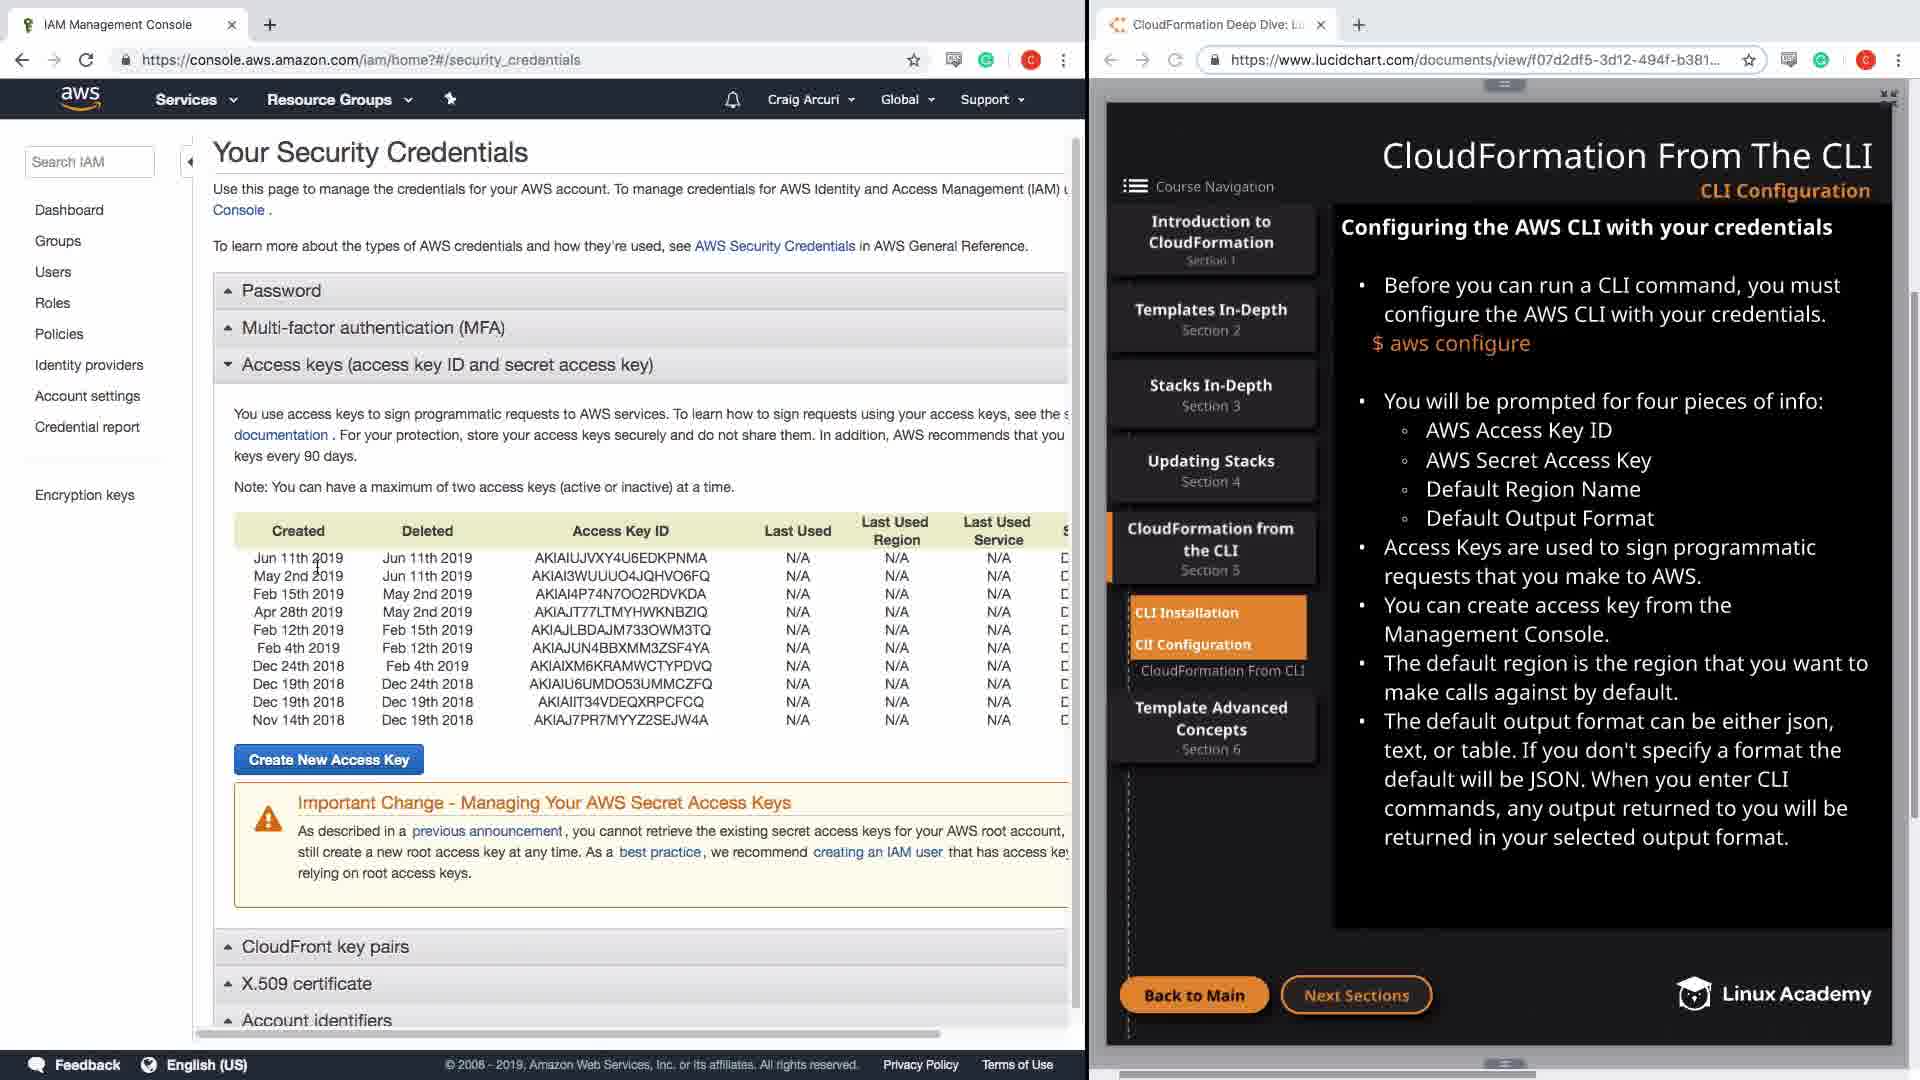 IAM Management Console
https://console.aws.amazon.com/iam/home?#/security_credentials
C
aws
Services
Resource Groups
Craig Arcuri
Global
Support
Search IAM
Dashboard
Groups
Users
Roles
Policies
Identity providers
Account settings
Credential report
Encryption keys
Your Security Credentials
Use this page to manage the credentials for your AWS account. To manage credentials for AWS Identity and Access Management (IAM) u
Console .
To learn more about the types of AWS credentials and how they're used, see AWS Security Credentials in AWS General Reference.
Password
Multi-factor authentication (MFA)
Access keys (access key ID and secret access key)
You use access keys to sign programmatic requests to AWS services. To learn how to sign requests using your access keys, see the s
documentation . For your protection, store your access keys securely and do not share them. In addition, AWS recommends that you
keys every 90 days.
Note: You can have a maximum of two access keys (active or inactive) at a time.
Created Deleted Access Key ID Last Used Last Used Region Last Used Service S
Jun 11th 2019 Jun 11th 2019 AKIAIUJVXY4U6EDKPNMA N/A N/A N/A D
May 2nd 2019 Jun 11th 2019 AKIAI3WUUUO4JQHVO6FQ N/A N/A N/A D
Feb 15th 2019 May 2nd 2019 AKIAI4P74N7OO2RDVKDA N/A N/A N/A D
Apr 28th 2019 May 2nd 2019 AKIAJT77LTMYHWKNBZIQ N/A N/A N/A D
Feb 12th 2019 Feb 15th 2019 AKIAJLBDAJM733OWM3TQ N/A N/A N/A D
Feb 4th 2019 Feb 12th 2019 AKIAJUN4BBXMM3ZSF4YA N/A N/A N/A D
Dec 24th 2018 Feb 4th 2019 AKIAIXM6KRAMWCTYPDVQ N/A N/A N/A D
Dec 19th 2018 Dec 24th 2018 AKIAIU6UMDO53UMMCZFQ N/A N/A N/A D
Dec 19th 2018 Dec 19th 2018 AKIAIIT34VDEQXRPCFCQ N/A N/A N/A D
Nov 14th 2018 Dec 19th 2018 AKIAJ7PR7MYYZ2SEJW4A N/A N/A N/A D
Create New Access Key
Important Change - Managing Your AWS Secret Access Keys
As described in a previous announcement, you cannot retrieve the existing secret access keys for your AWS root account,
still create a new root access key at any time. As a best practice, we recommend creating an IAM user that has access key
relying on root access keys.
CloudFront key pairs
X.509 certificate
Account identifiers
Feedback
English (US)
© 2008 - 2019, Amazon Web Services, Inc. or its affiliates. All rights reserved.
Privacy Policy
Terms of Use
CloudFormation Deep Dive: Lu
https://www.lucidchart.com/documents/view/f07d2df5-3d12-494f-b381...
C
CloudFormation From The CLI
CLI Configuration
Course Navigation
Introduction to
CloudFormation
Section 1
Templates In-Depth
Section 2
Stacks In-Depth
Section 3
Updating Stacks
Section 4
CloudFormation from
the CLI
Section 5
CLI Installation
ClI Configuration
CloudFormation From CLI
Template Advanced
Concepts
Section 6
Configuring the AWS CLI with your credentials
• Before you can run a CLI command, you must
configure the AWS CLI with your credentials.
$ aws configure
• You will be prompted for four pieces of info:
◦ AWS Access Key ID
◦ AWS Secret Access Key
◦ Default Region Name
◦ Default Output Format
• Access Keys are used to sign programmatic
requests that you make to AWS.
• You can create access key from the
Management Console.
• The default region is the region that you want to
make calls against by default.
• The default output format can be either json,
text, or table. If you don't specify a format the
default will be JSON. When you enter CLI
commands, any output returned to you will be
returned in your selected output format.
Back to Main
Next Sections
Linux Academy